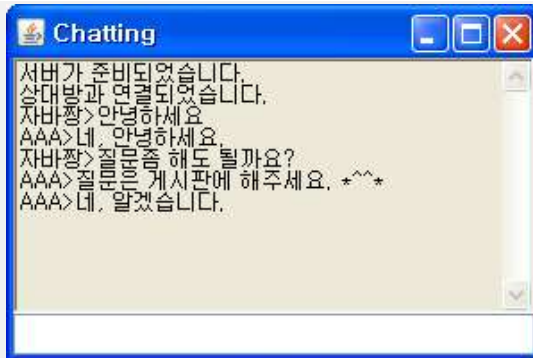 Chatting
서버가 준비되었습니다.
상대방과 연결되었습니다.
자바짱>안녕하세요
AAA>네, 안녕하세요.
자바짱>질문좀 해도 될까요?
AAA>질문은 게시판에 해주세요. *^^*
AAA>네, 알겠습니다.